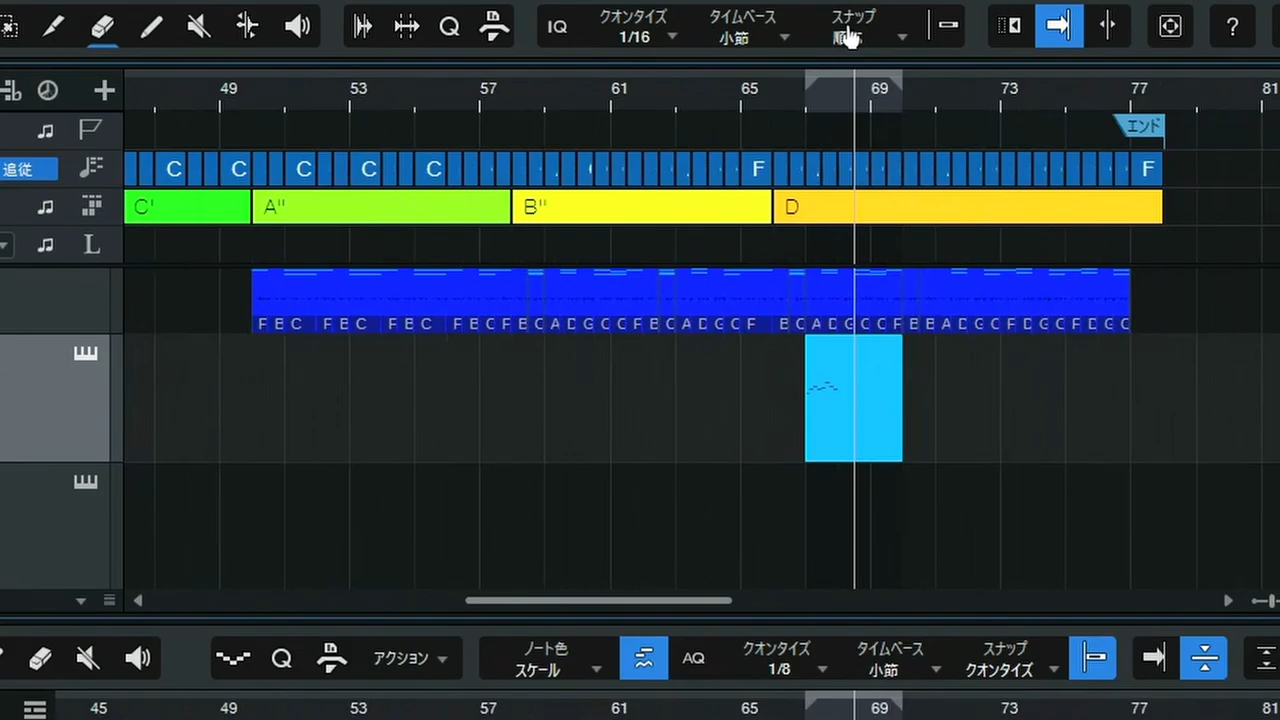 IQ クオンタイズ タイムベース スナップ ?
1/16 小節
49 53 57 61 65 69 73 77 81
エンド
追従 C C C C C F F
C' A'' B'' D
L
F B C F B C F B C F B C F B C A D G C C F B C A D G C F B C A D G C C F B B A D G C F D G C F D G C
Q アクション ノート色 AQ クオンタイズ タイムベース スナップ
スケール 1/8 小節 クオンタイズ
45 49 53 57 61 65 69 73 77 81